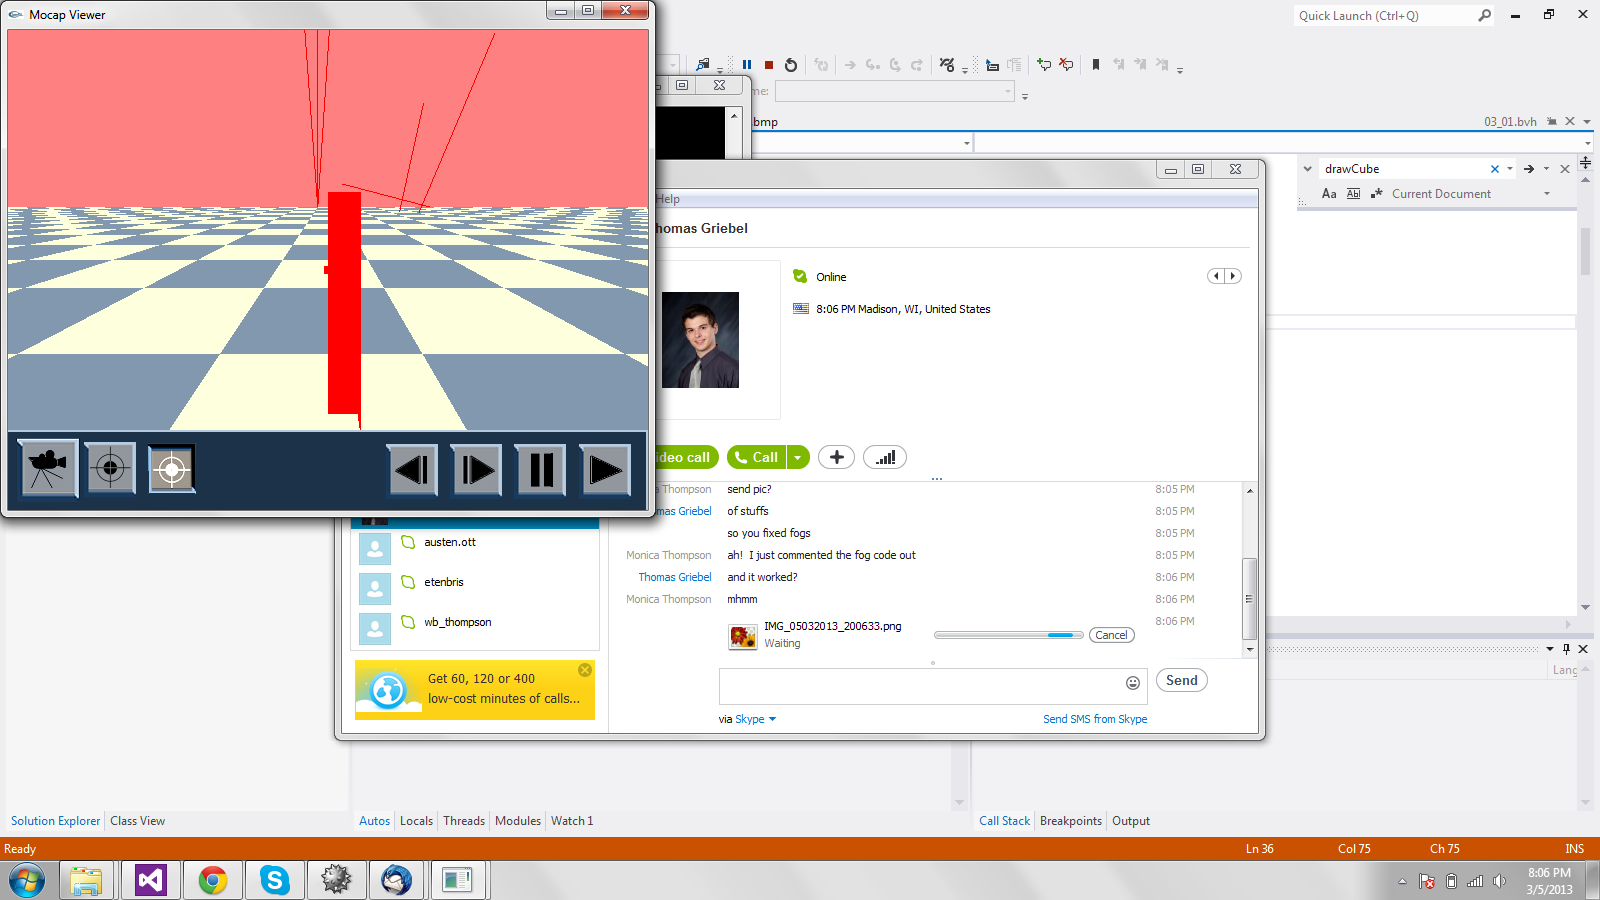 Mocap Viewer
Quick Launch (Ctrl+Q)
bmp
03_01.bvh
drawCube
Aa Ab Current Document
Help
homas Griebel
Online
8:06 PM Madison, WI, United States
deo call
Call
a Thompson send pic? 8:05 PM
mas Griebel of stuffs 8:05 PM
so you fixed fogs 8:05 PM
Monica Thompson ah! I just commented the fog code out 8:05 PM
Thomas Griebel and it worked? 8:06 PM
Monica Thompson mhmm 8:06 PM
IMG_05032013_200633.png 8:06 PM
Waiting
Cancel
Send
via Skype
Send SMS from Skype
austen.ott
etenbris
wb_thompson
Get 60, 120 or 400
low-cost minutes of calls...
Lang
Solution Explorer Class View
Autos Locals Threads Modules Watch 1
Call Stack Breakpoints Output
Ready
Ln 36 Col 75 Ch 75 INS
8:06 PM
3/5/2013